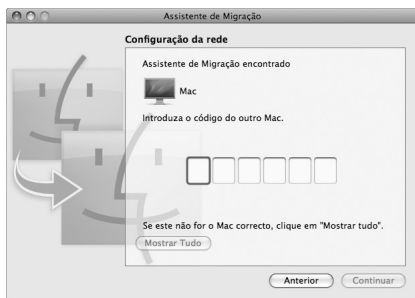 Assistente de Migração
Configuração da rede
Assistente de Migração encontrado
Mac
Introduza o código do outro Mac.
Se este não for o Mac correcto, clique em "Mostrar tudo".
Mostrar Tudo
Anterior
Continuar